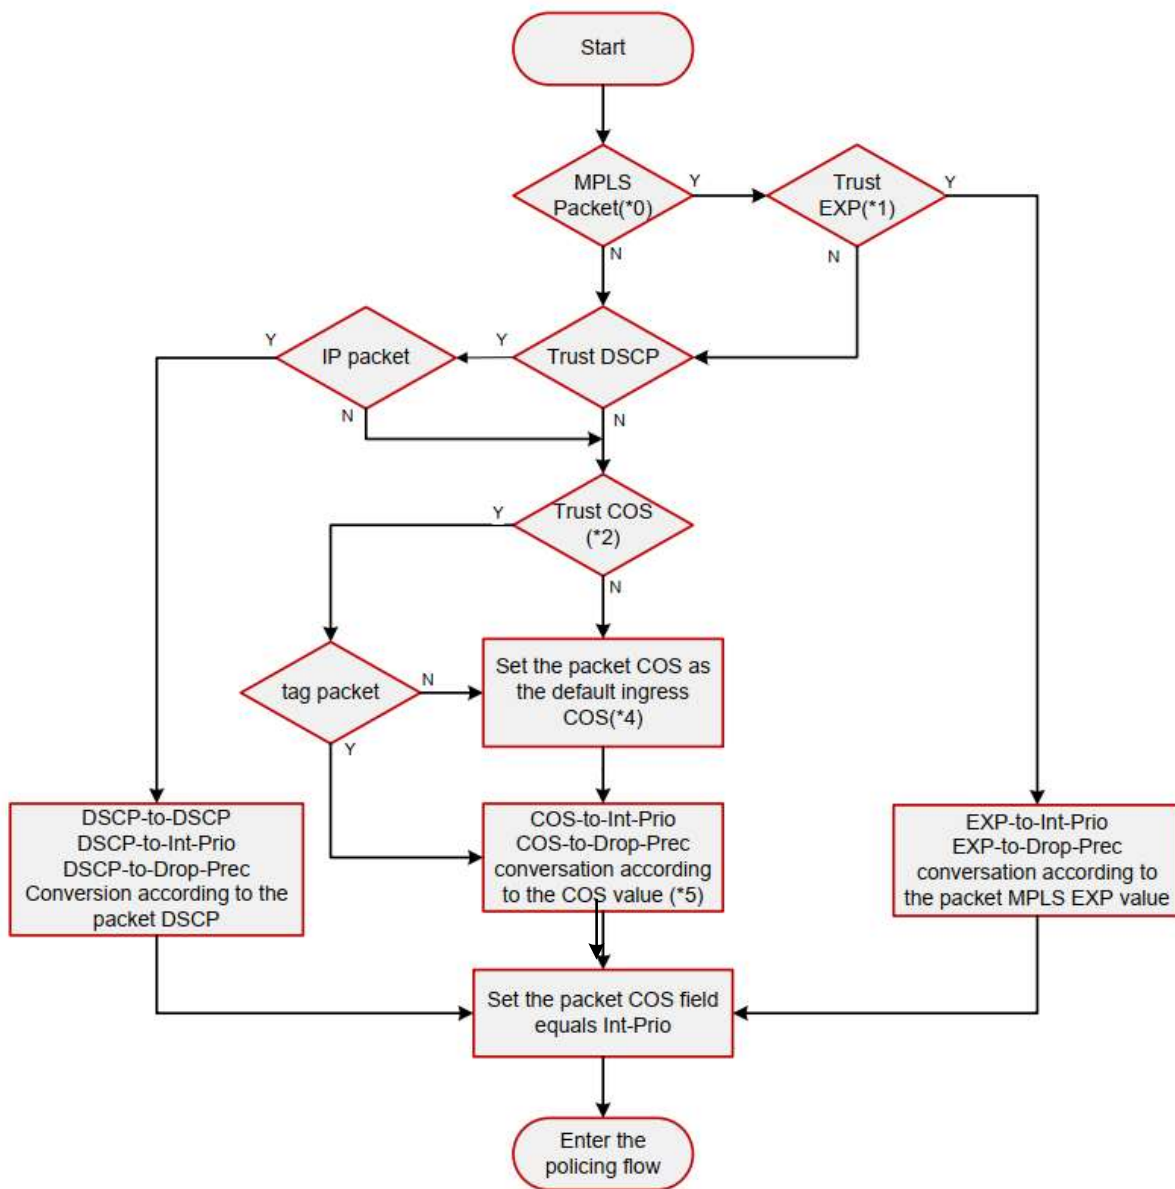 Start
MPLS
Packet(*0)
Y
Trust
EXP(*1)
Y
N
N
Y
IP packet
Y
Trust DSCP
N
N
Y
Trust COS
(*2)
N
tag packet
N
Set the packet COS as
the default ingress
COS(*4)
Y
DSCP-to-DSCP
DSCP-to-Int-Prio
DSCP-to-Drop-Prec
Conversion according to the
packet DSCP
COS-to-Int-Prio
COS-to-Drop-Prec
conversation according
to the COS value (*5)
EXP-to-Int-Prio
EXP-to-Drop-Prec
conversation according to
the packet MPLS EXP value
Set the packet COS field
equals Int-Prio
Enter the
policing flow